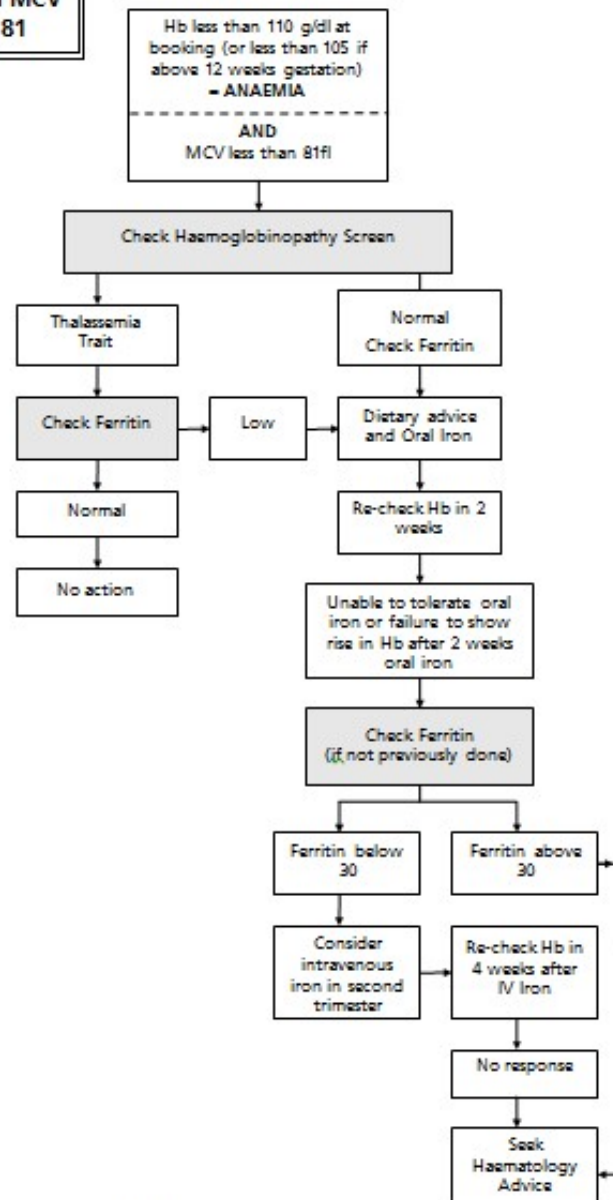 MCV
81
Hb less than 110 g/dl at
booking (or less than 105 if
above 12 weeks gestation)
= ANAEMIA
AND
MCV less than 81fl
Check Haemoglobinopathy Screen
Thalassemia
Trait
Normal
Check Ferritin
Check Ferritin
Low
Dietary advice
and Oral Iron
Normal
Re-check Hb in 2
weeks
No action
Unable to tolerate oral
iron or failure to show
rise in Hb after 2 weeks
oral iron
Check Ferritin
(if not previously done)
Ferritin below
30
Ferritin above
30
Consider
intravenous
iron in second
trimester
Re-check Hb in
4 weeks after
IV Iron
No response
Seek
Haematology
Advice